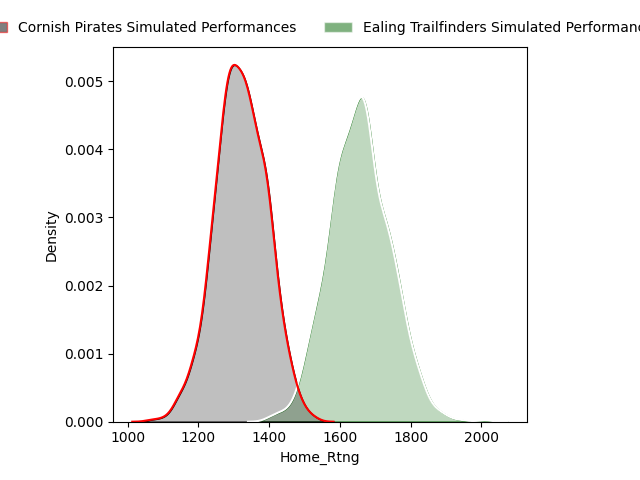 Cornish Pirates Simulated Performances
Ealing Trailfinders Simulated Performan
0.005
0.004
0.003
0.002
0.001
0.000
Density
1000 1200 1400 1600 1800 2000
Home_Rtng